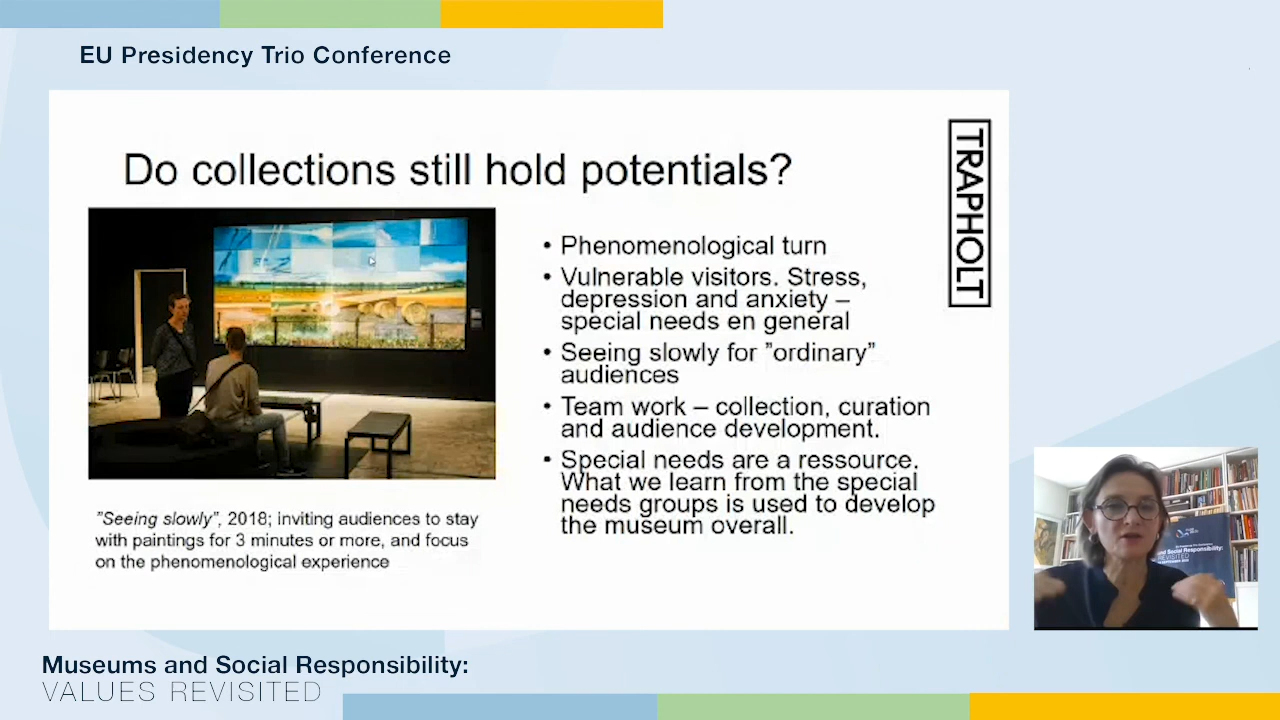 EU Presidency Trio Conference
Do collections still hold potentials?
TRAPHOLT
• Phenomenological turn
• Vulnerable visitors. Stress,
depression and anxiety –
special needs en general
• Seeing slowly for ”ordinary”
audiences
• Team work – collection, curation
and audience development.
• Special needs are a ressource.
What we learn from the special
needs groups is used to develop
the museum overall.
”Seeing slowly”, 2018; inviting audiences to stay
with paintings for 3 minutes or more, and focus
on the phenomenological experience
and Social Responsibility:
REVISITED
Museums and Social Responsibility:
VALUES REVISITED